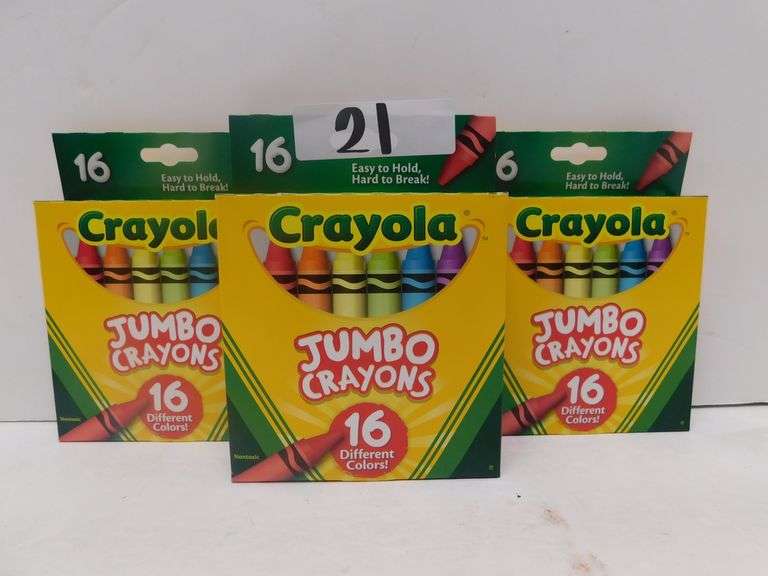 21
16
Easy to Hold,
Hard to Break!
Crayola
JUMBO
CRAYONS
16
Different
Colors!
Nontoxic
16
Easy to Hold,
Hard to Break!
Crayola™
JUMBO
CRAYONS
16
Different
Colors!
Nontoxic
6
Easy to Hold,
Hard to Break!
Crayola
JUMBO
CRAYONS
16
Different
Colors!